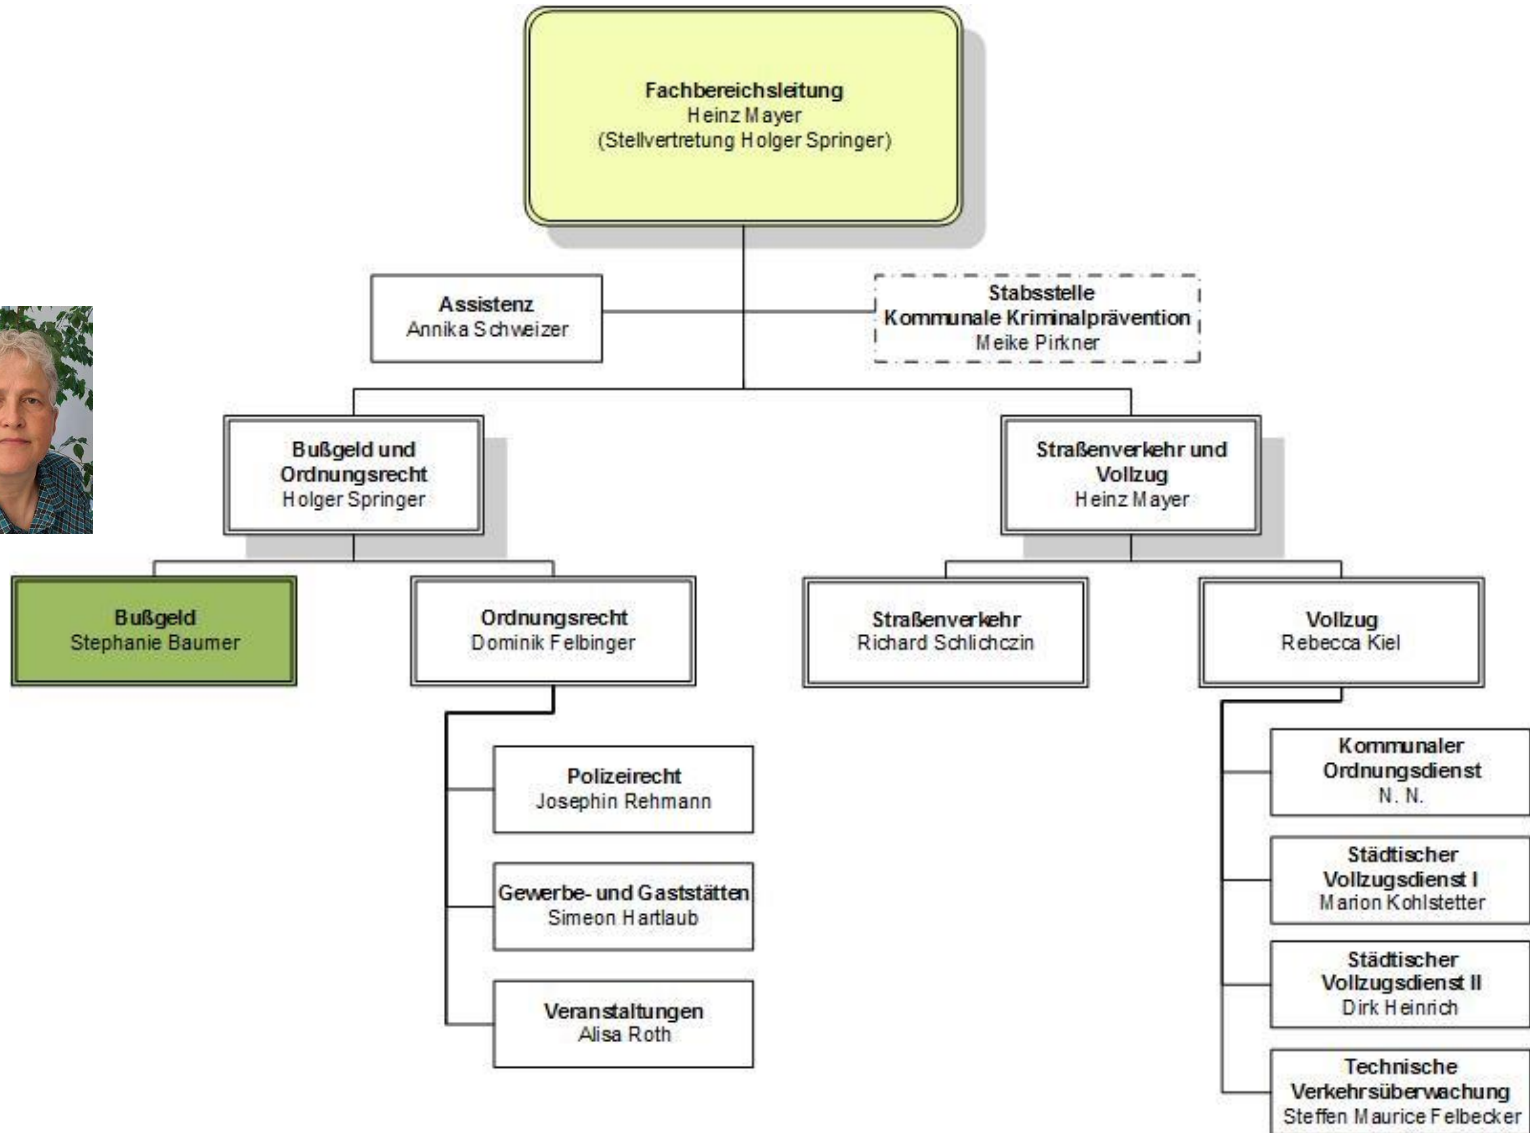 Fachbereichsleitung
Heinz Mayer
(Stellvertretung Holger Springer)
Assistenz
Annika Schweizer
Stabsstelle
Kommunale Kriminalprävention
Meike Pirkner
Bußgeld und
Ordnungsrecht
Holger Springer
Straßenverkehr und
Vollzug
Heinz Mayer
Bußgeld
Stephanie Baumer
Ordnungsrecht
Dominik Felbinger
Straßenverkehr
Richard Schlichczin
Vollzug
Rebecca Kiel
Polizeirecht
Josephin Rehmann
Gewerbe- und Gaststätten
Simeon Hartlaub
Veranstaltungen
Alisa Roth
Kommunaler
Ordnungsdienst
N. N.
Städtischer
Vollzugsdienst I
Marion Kohlstetter
Städtischer
Vollzugsdienst II
Dirk Heinrich
Technische
Verkehrsüberwachung
Steffen Maurice Felbecker